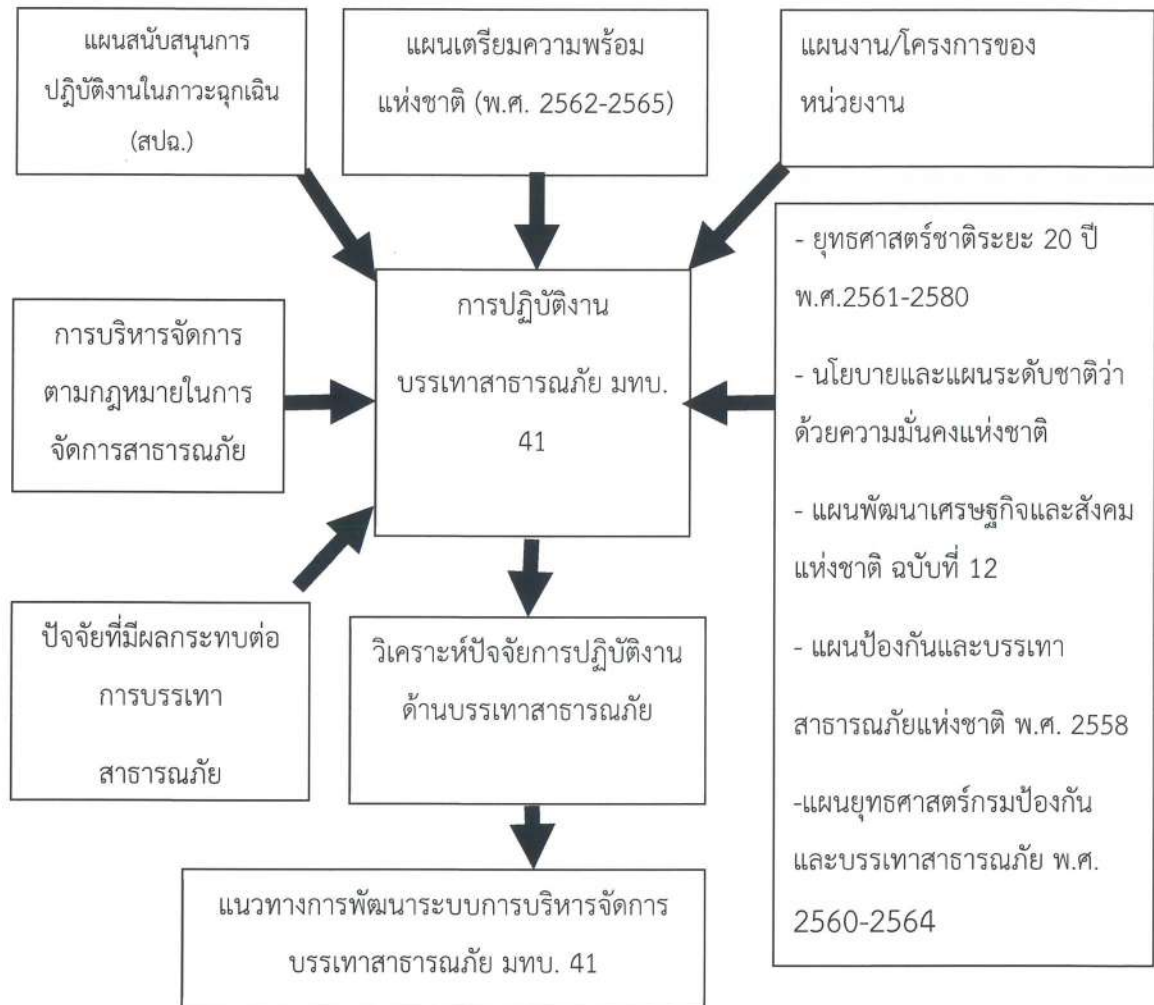 แผนสนับสนุนการ
ปฎิบัติงานในภาวะฉุกเฉิน
(สปฉ.)
แผนเตรียมความพร้อม
แห่งชาติ (พ.ศ. 2562-2565)
แผนงาน/โครงการของ
หน่วยงาน
การบริหารจัดการ
ตามกฎหมายในการ
จัดการสาธารณภัย
การปฏิบัติงาน
บรรเทาสาธารณภัย มทบ.
41
- ยุทธศาสตร์ชาติระยะ 20 ปี
พ.ศ.2561-2580
- นโยบายและแผนระดับชาติว่า
ด้วยความมั่นคงแห่งชาติ
- แผนพัฒนาเศรษฐกิจและสังคม
แห่งชาติ ฉบับที่ 12
- แผนป้องกันและบรรเทา
สาธารณภัยแห่งชาติ พ.ศ. 2558
-แผนยุทธศาสตร์กรมป้องกัน
และบรรเทาสาธารณภัย พ.ศ.
2560-2564
ปัจจัยที่มีผลกระทบต่อ
การบรรเทา
สาธารณภัย
วิเคราะห์ปัจจัยการปฏิบัติงาน
ด้านบรรเทาสาธารณภัย
แนวทางการพัฒนาระบบการบริหารจัดการ
บรรเทาสาธารณภัย มทบ. 41